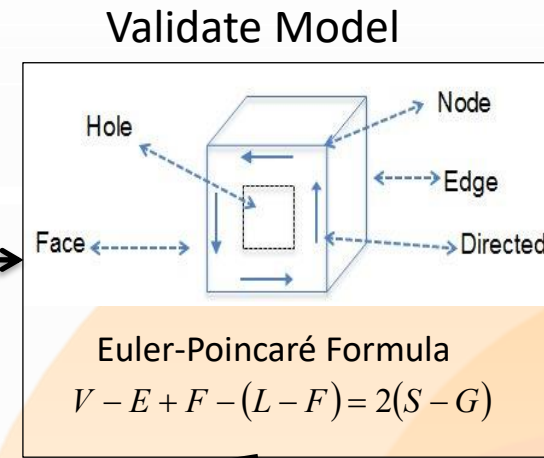 Validate Model
Hole
Node
Edge
Face
Directed
Euler-Poincaré Formula
V − E + F − (L − F) = 2(S − G)